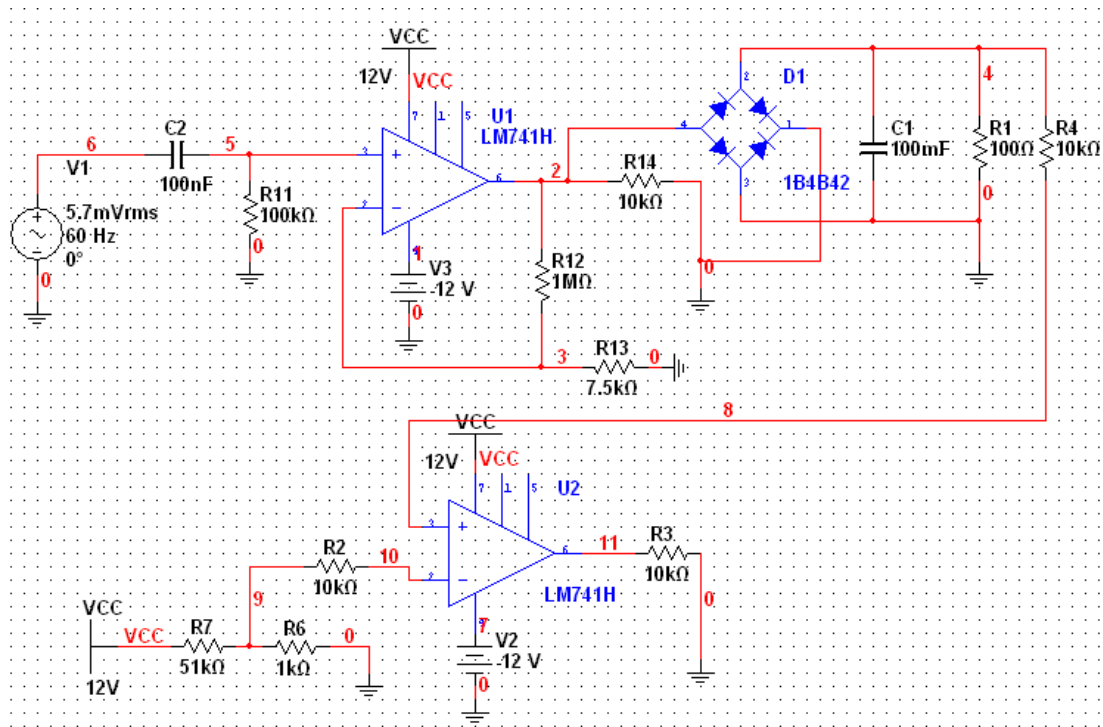 VCC
12V
VCC
7
1
5
U1
LM741H
6
C2
5
V1
100nF
5.7mVrms
60 Hz
0°
0
R11
100kΩ
0
3
2
6
2
4
1
V3
-12 V
0
R14
10kΩ
0
R12
1MΩ
3
R13
0
7.5kΩ
D1
2
4
1
3
1B4B42
C1
100mF
4
R1
100Ω
0
R4
10kΩ
8
VCC
12V
VCC
7
1
5
U2
3
2
6
11
R3
10kΩ
0
LM741H
R2
10
10kΩ
9
VCC
VCC
R7
R6
0
51kΩ
1kΩ
12V
4
7
V2
-12 V
0